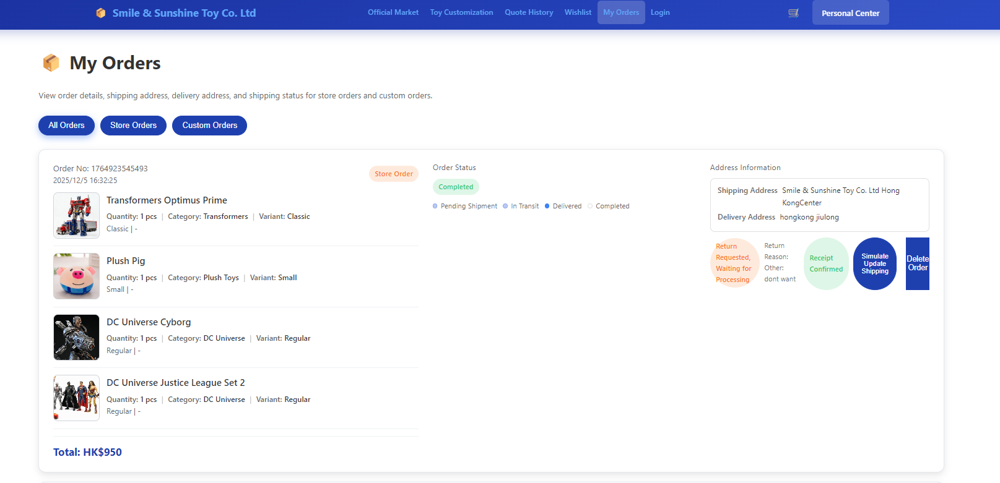 Smile & Sunshine Toy Co. Ltd
Official Market
Toy Customization
Quote History
Wishlist
My Orders
Login
Personal Center
My Orders
View order details, shipping address, delivery address, and shipping status for store orders and custom orders.
All Orders
Store Orders
Custom Orders
Order No: 1764923545493
2025/12/5 16:32:25
Store Order
Transformers Optimus Prime
Quantity: 1 pcs | Category: Transformers | Variant: Classic
Classic | -
Plush Pig
Quantity: 1 pcs | Category: Plush Toys | Variant: Small
Small | -
DC Universe Cyborg
Quantity: 1 pcs | Category: DC Universe | Variant: Regular
Regular | -
DC Universe Justice League Set 2
Quantity: 1 pcs | Category: DC Universe | Variant: Regular
Regular | -
Total: HK$950
Order Status
Completed
Pending Shipment
In Transit
Delivered
Completed
Address Information
Shipping Address Smile & Sunshine Toy Co. Ltd Hong
KongCenter
Delivery Address hongkong jiulong
Return
Requested,
Waiting for
Processing
Return
Reason:
Other:
dont want
Receipt
Confirmed
Simulate
Update
Shipping
Delete
Order